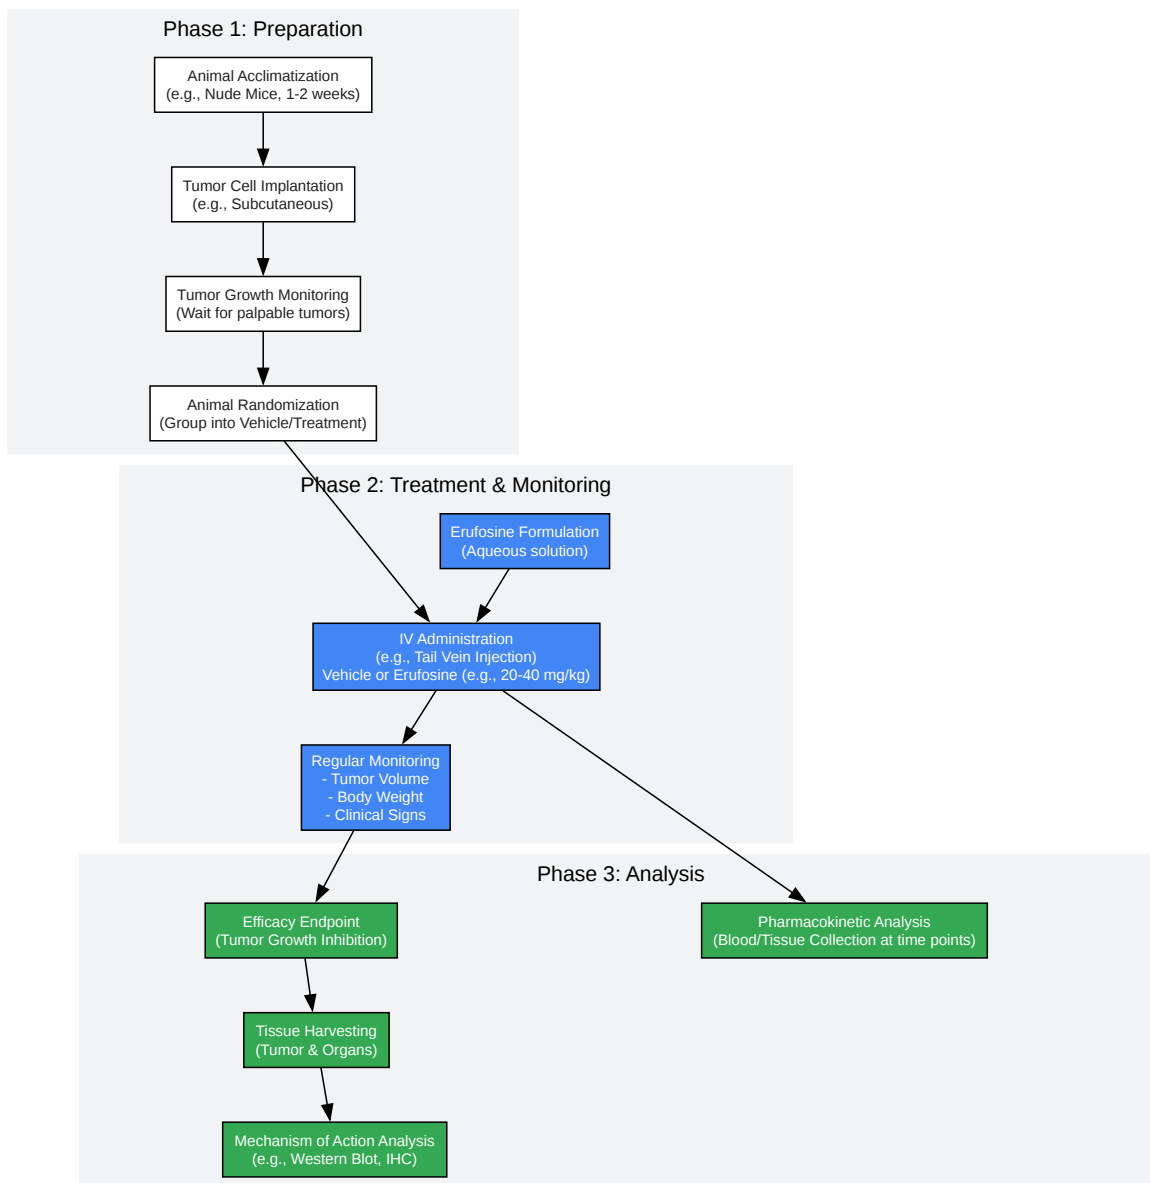 Phase 1: Preparation
Animal Acclimatization
(e.g., Nude Mice, 1-2 weeks)
Tumor Cell Implantation
(e.g., Subcutaneous)
Tumor Growth Monitoring
(Wait for palpable tumors)
Animal Randomization
(Group into Vehicle/Treatment)
Phase 2: Treatment & Monitoring
Erufosine Formulation
(Aqueous solution)
IV Administration
(e.g., Tail Vein Injection)
Vehicle or Erufosine (e.g., 20-40 mg/kg)
Regular Monitoring
- Tumor Volume
- Body Weight
- Clinical Signs
Phase 3: Analysis
Efficacy Endpoint
(Tumor Growth Inhibition)
Pharmacokinetic Analysis
(Blood/Tissue Collection at time points)
Tissue Harvesting
(Tumor & Organs)
Mechanism of Action Analysis
(e.g., Western Blot, IHC)